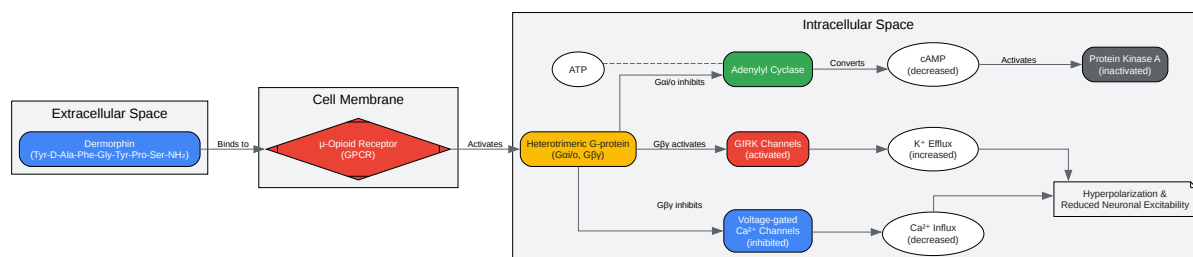 Intracellular Space
ATP
Adenylyl Cyclase
Converts
cAMP
(decreased)
Activates
Protein Kinase A
(inactivated)
Gαi/o inhibits
Cell Membrane
Extracellular Space
Dermorphin
(Tyr-D-Ala-Phe-Gly-Tyr-Pro-Ser-NH₂)
Binds to
μ-Opioid Receptor
(GPCR)
Activates
Heterotrimeric G-protein
(Gαi/o, Gβγ)
Gβγ activates
GIRK Channels
(activated)
K⁺ Efflux
(increased)
Hyperpolarization &
Reduced Neuronal Excitability
Gβγ inhibits
Voltage-gated
Ca²⁺ Channels
(inhibited)
Ca²⁺ Influx
(decreased)